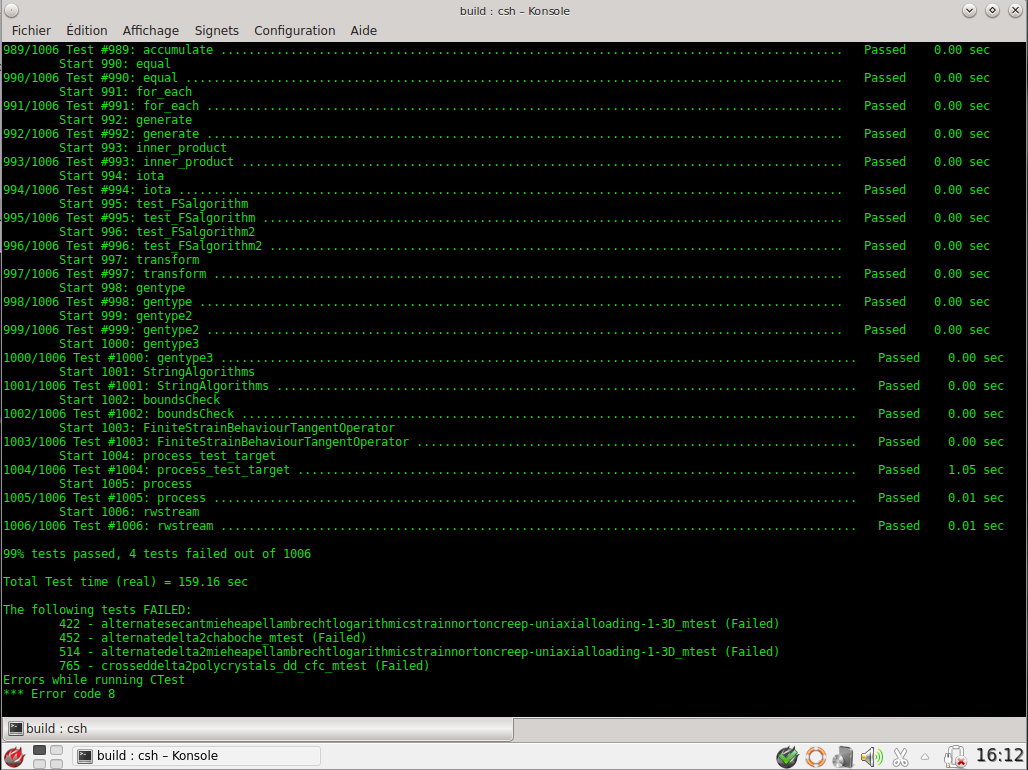 build : csh – Konsole
Fichier Édition Affichage Signets Configuration Aide
989/1006 Test #989: accumulate ......................................................................................... Passed 0.00 sec
Start 990: equal
990/1006 Test #990: equal .............................................................................................. Passed 0.00 sec
Start 991: for_each
991/1006 Test #991: for_each ........................................................................................... Passed 0.00 sec
Start 992: generate
992/1006 Test #992: generate ........................................................................................... Passed 0.00 sec
Start 993: inner_product
993/1006 Test #993: inner_product ...................................................................................... Passed 0.00 sec
Start 994: iota
994/1006 Test #994: iota ............................................................................................... Passed 0.00 sec
Start 995: test_FSalgorithm
995/1006 Test #995: test_FSalgorithm ................................................................................... Passed 0.00 sec
Start 996: test_FSalgorithm2
996/1006 Test #996: test_FSalgorithm2 .................................................................................. Passed 0.00 sec
Start 997: transform
997/1006 Test #997: transform .......................................................................................... Passed 0.00 sec
Start 998: gentype
998/1006 Test #998: gentype ............................................................................................ Passed 0.00 sec
Start 999: gentype2
999/1006 Test #999: gentype2 ........................................................................................... Passed 0.00 sec
Start 1000: gentype3
1000/1006 Test #1000: gentype3 ........................................................................................... Passed 0.00 sec
Start 1001: StringAlgorithms
1001/1006 Test #1001: StringAlgorithms ................................................................................... Passed 0.00 sec
Start 1002: boundsCheck
1002/1006 Test #1002: boundsCheck ........................................................................................ Passed 0.00 sec
Start 1003: FiniteStrainBehaviourTangentOperator
1003/1006 Test #1003: FiniteStrainBehaviourTangentOperator ............................................................... Passed 0.00 sec
Start 1004: process_test_target
1004/1006 Test #1004: process_test_target ................................................................................ Passed 1.05 sec
Start 1005: process
1005/1006 Test #1005: process ............................................................................................ Passed 0.01 sec
Start 1006: rwstream
1006/1006 Test #1006: rwstream ........................................................................................... Passed 0.01 sec
99% tests passed, 4 tests failed out of 1006
Total Test time (real) = 159.16 sec
The following tests FAILED:
422 - alternatesecantmieheapellambrechtlogarithmicstrainnortoncreep-uniaxialloading-1-3D_mtest (Failed)
452 - alternatedelta2chaboche_mtest (Failed)
514 - alternatedelta2mieheapellambrechtlogarithmicstrainnortoncreep-uniaxialloading-1-3D_mtest (Failed)
765 - crosseddelta2polycrystals_dd_cfc_mtest (Failed)
Errors while running CTest
*** Error code 8
build : csh
build : csh – Konsole
16:12